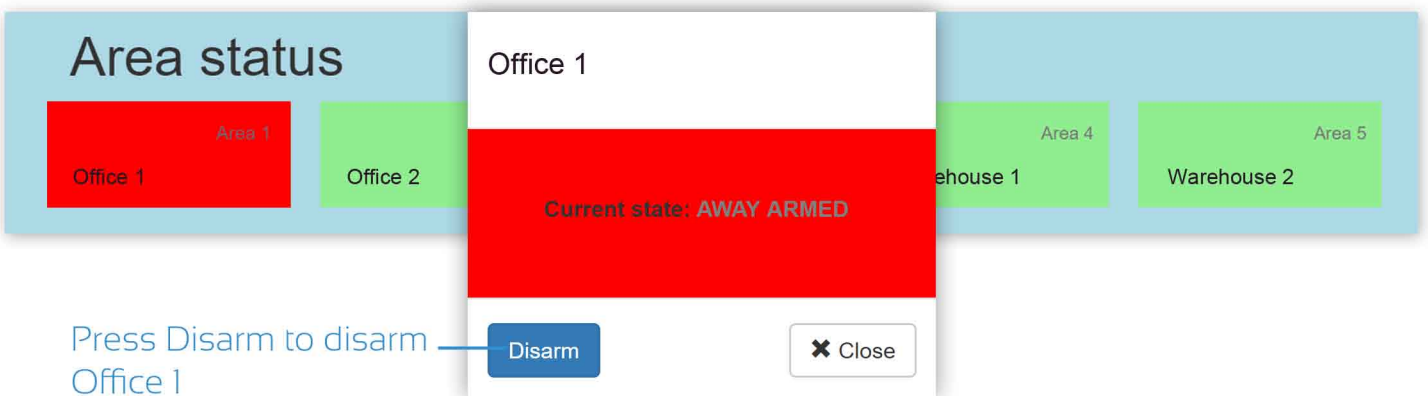 Area status
Office 1
Area 1
Office 1
Office 2
Current state: AWAY ARMED
Area 4
ehouse 1
Area 5
Warehouse 2
Press Disarm to disarm
Office 1
Disarm
Close